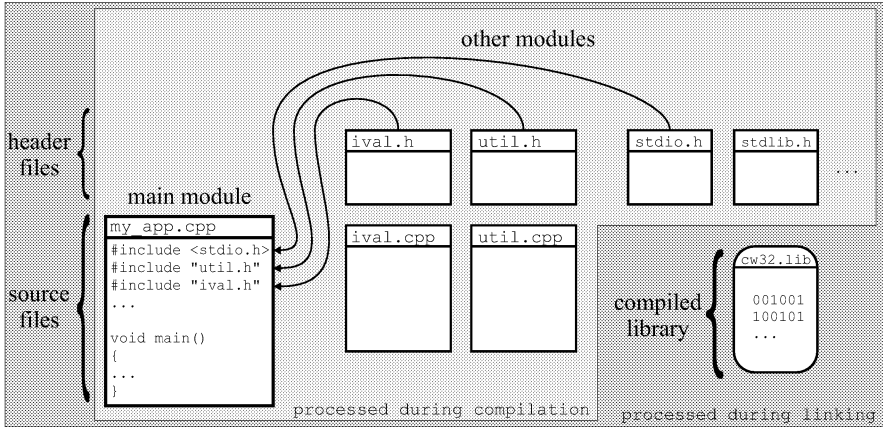 other modules
header
files
ival.h
util.h
stdio.h
stdlib.h
...
main module
source
files
my_app.cpp
#include <stdio.h>
#include "util.h"
#include "ival.h"
...
void main()
{
...
}
ival.cpp
util.cpp
compiled
library
cw32.lib
001001
100101
...
processed during compilation
processed during linking